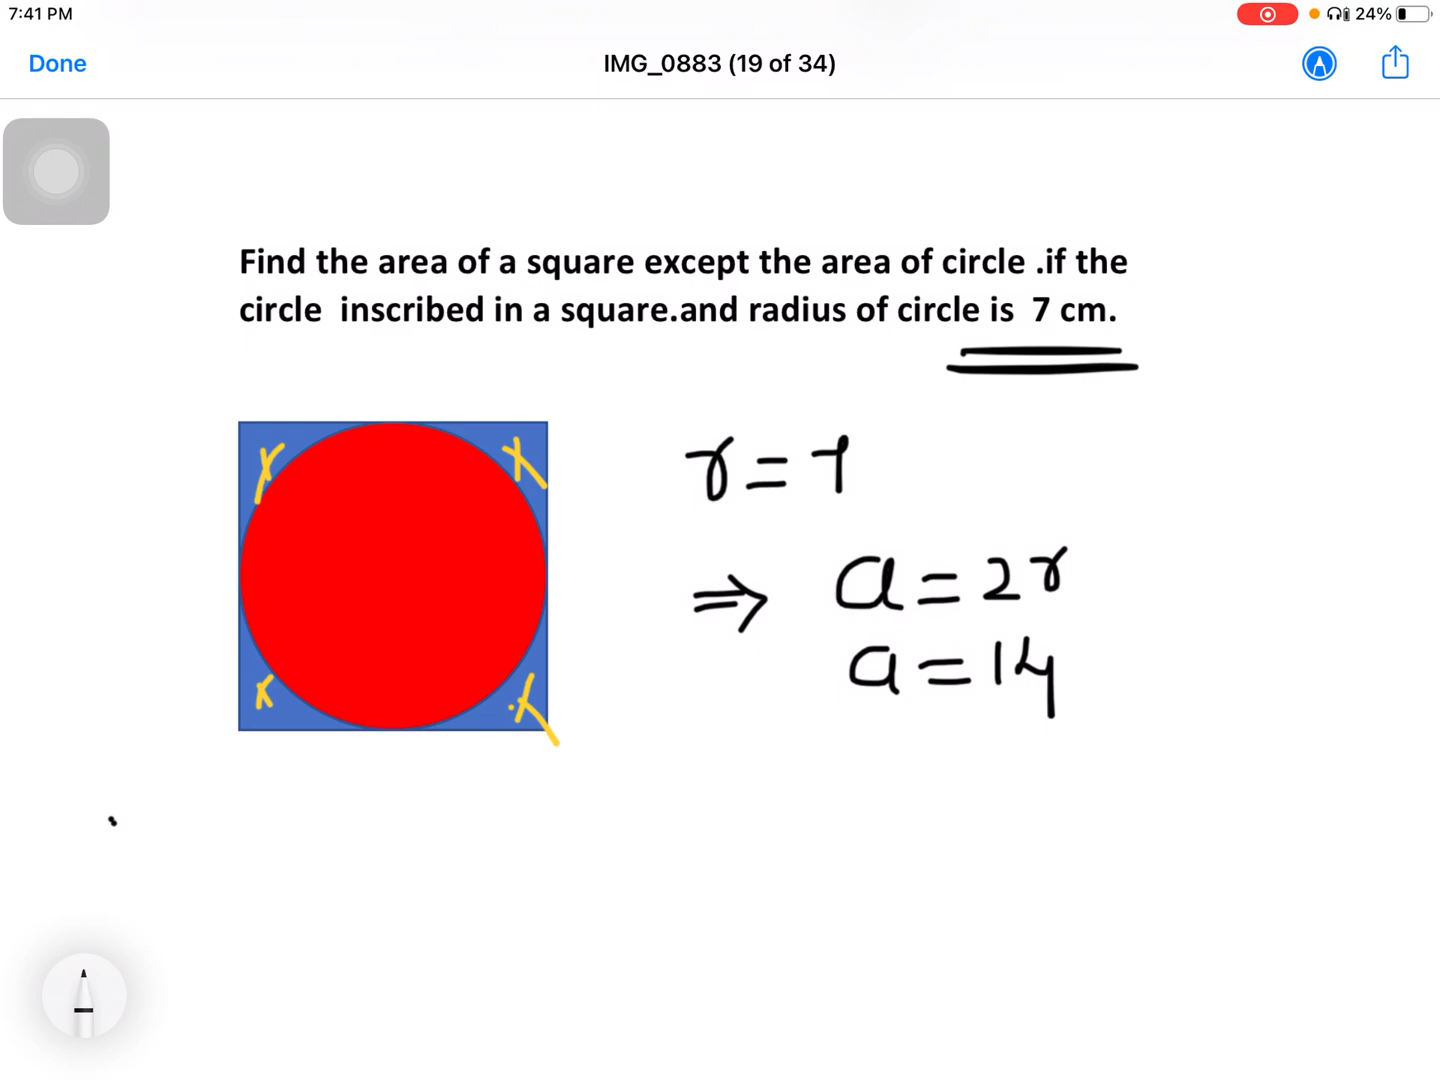 7:41 PM
24%
Done
IMG_0883 (19 of 34)
Find the area of a square except the area of circle .if the
circle inscribed in a square.and radius of circle is 7 cm.
r = 7
⇒ a = 2r
a = 14